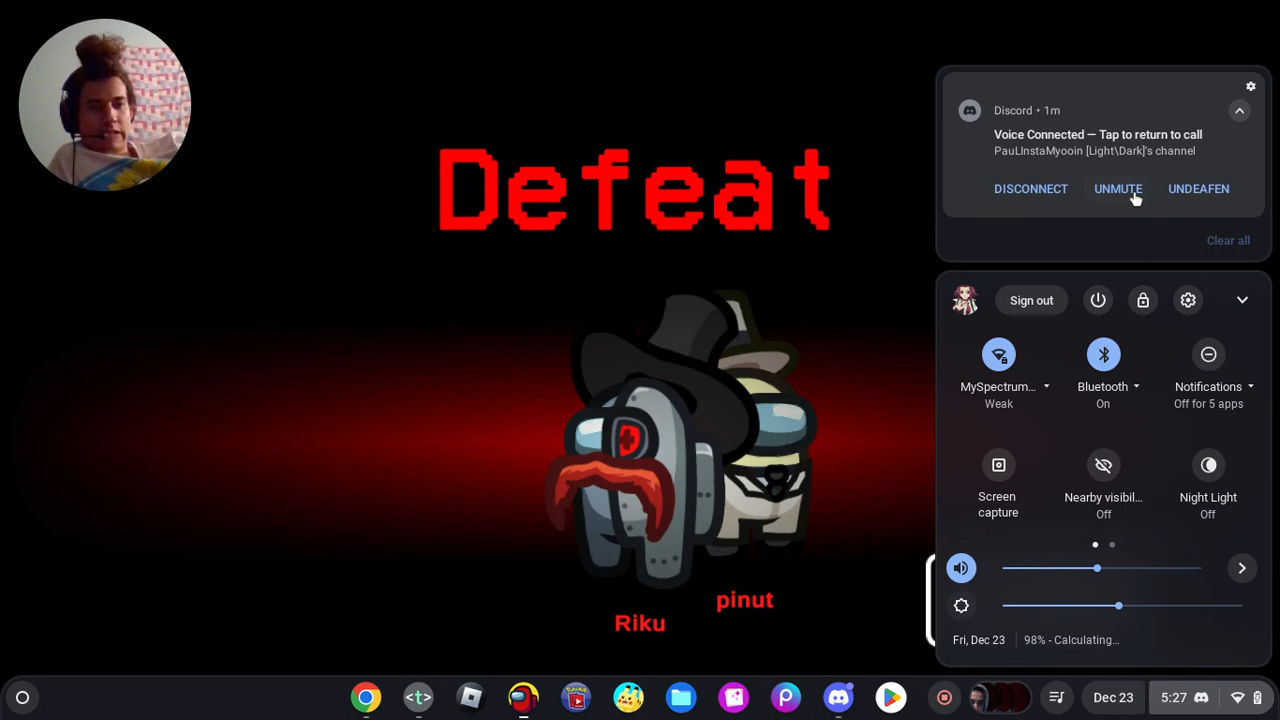 Defeat
Riku
pinut
Discord • 1m
Voice Connected — Tap to return to call
PauLInstaMyooin [Light\Dark]'s channel
DISCONNECT UNMUTE UNDEAFEN
Clear all
Sign out
MySpectrum... Bluetooth Notifications
Weak On Off for 5 apps
Screen capture Nearby visibil... Night Light
Off Off
Fri, Dec 23 98% - Calculating...
<t> Dec 23 5:27